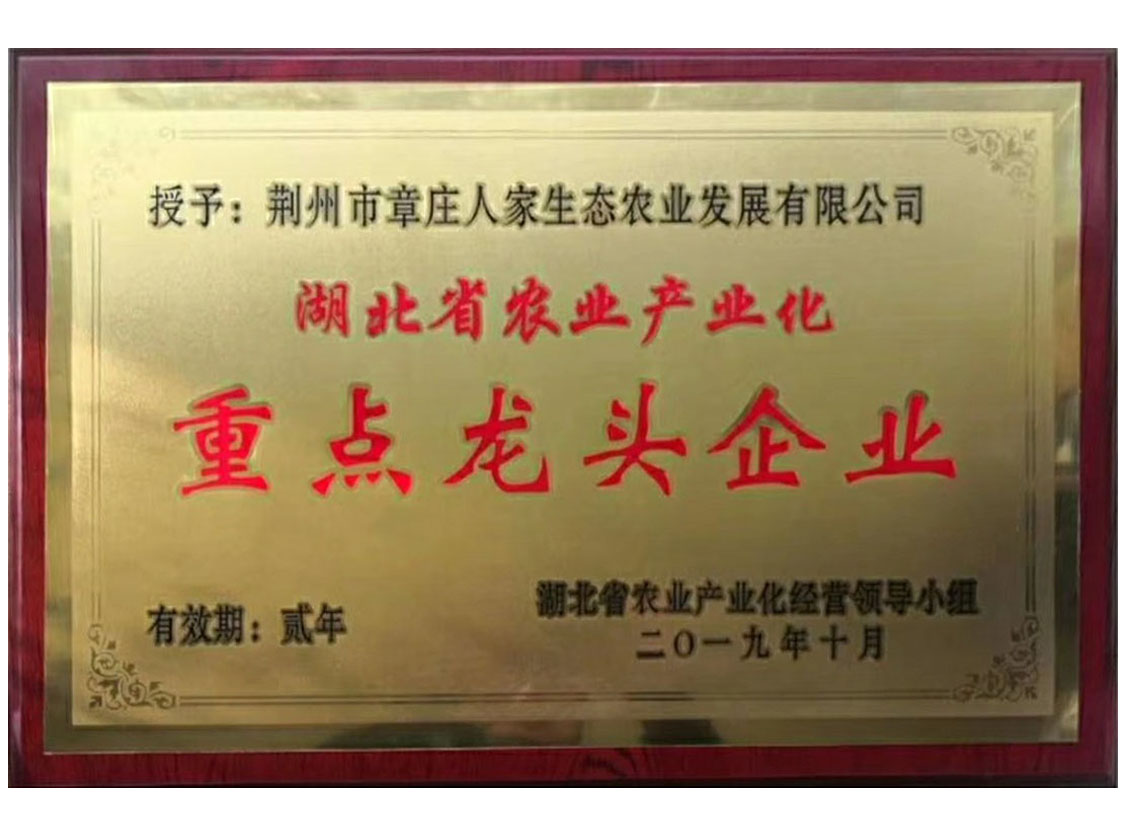 授予：荆州市章庄人家生态农业发展有限公司
湖北省农业产业化
重点龙头企业
有效期：贰年
湖北省农业产业化经营领导小组
二〇一九年十月